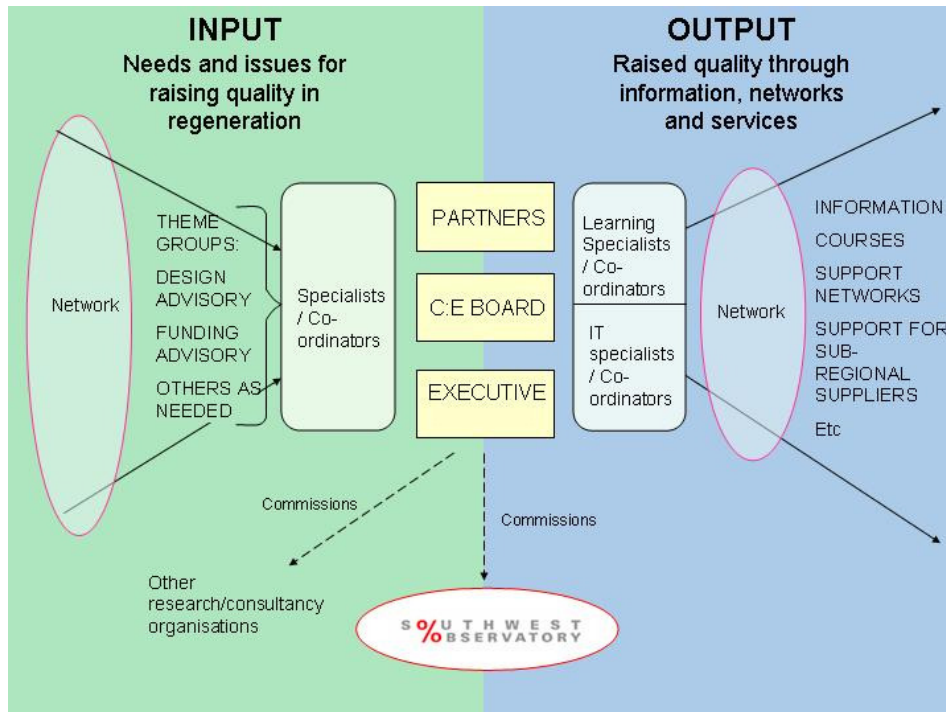 INPUT
Needs and issues for
raising quality in
regeneration
OUTPUT
Raised quality through
information, networks
and services
Network
THEME
GROUPS:
DESIGN
ADVISORY
FUNDING
ADVISORY
OTHERS AS
NEEDED
Specialists
/ Co-
ordinators
PARTNERS
C:E BOARD
EXECUTIVE
Learning
Specialists
/ Co-
ordinators
IT
specialists
/ Co-
ordinators
Network
INFORMATION
COURSES
SUPPORT
NETWORKS
SUPPORT FOR
SUB-
REGIONAL
SUPPLIERS
Etc
Commissions
Commissions
Other
research/consultancy
organisations
SOUTHWEST
OBSERVATORY